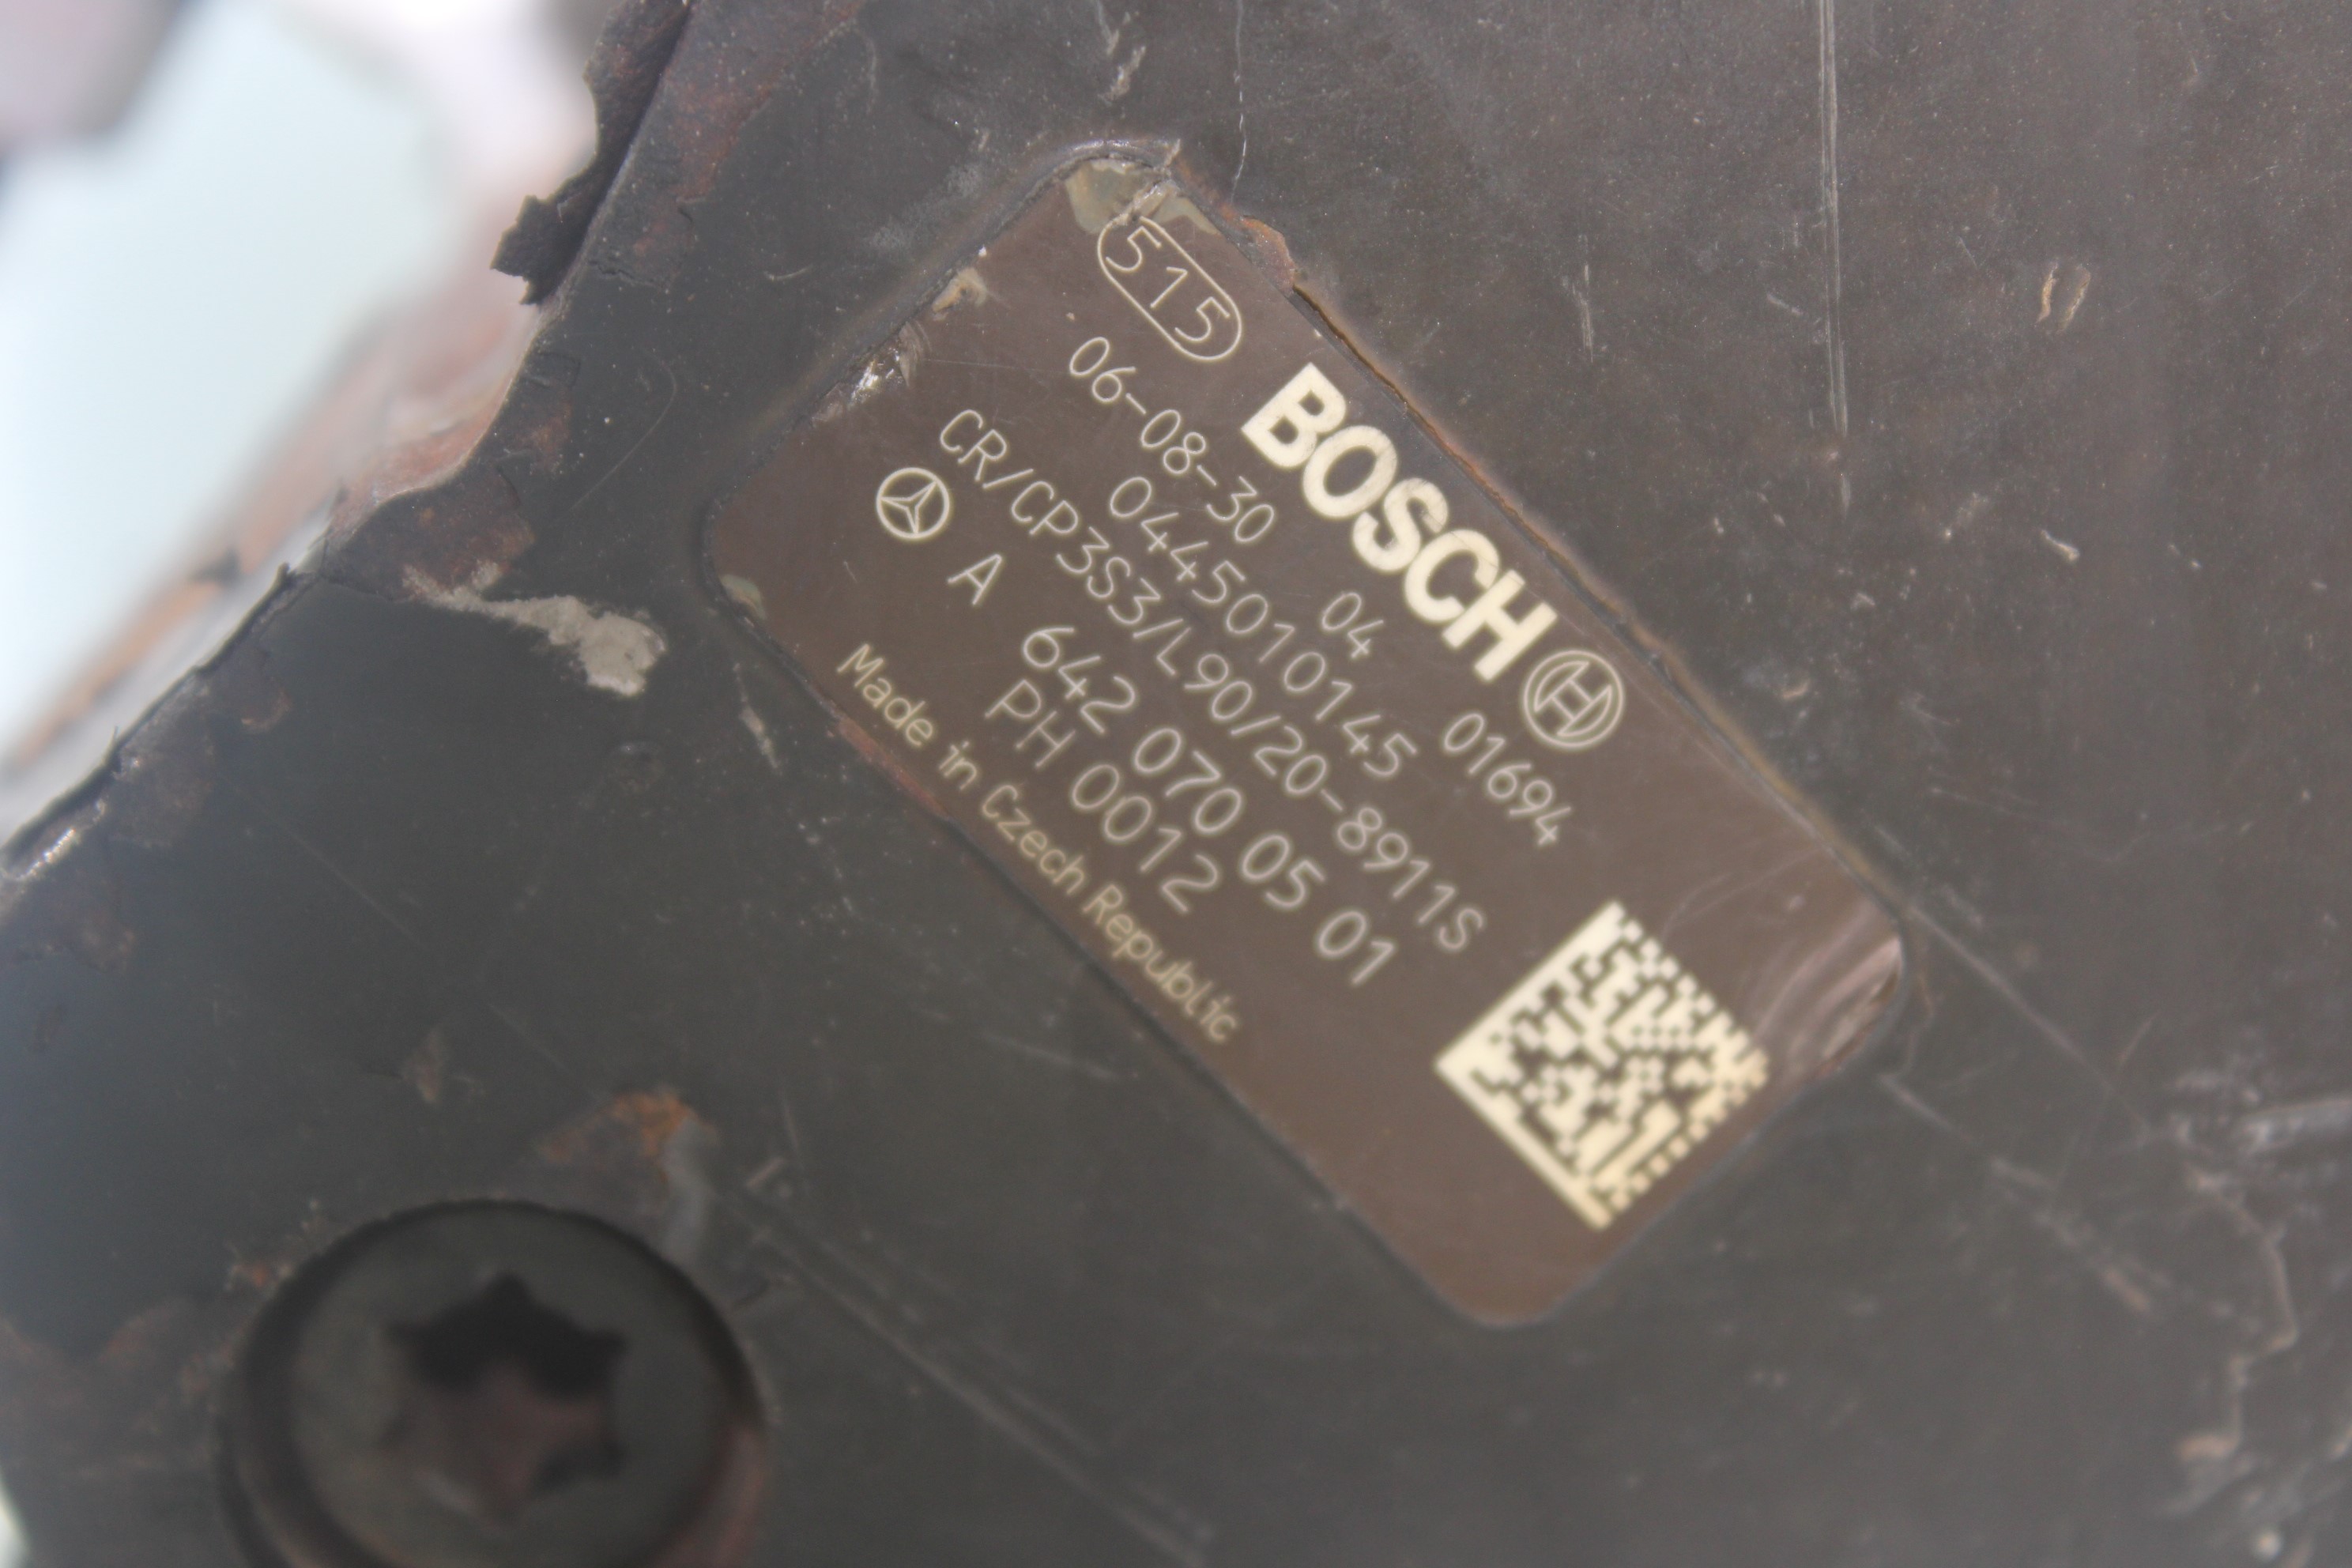 515
BOSCH
06-08-30 04 01694
0445010145
CR/CP3S3/L90/20-8911S
A 642 070 05 01
PH 0012
Made in Czech Republic